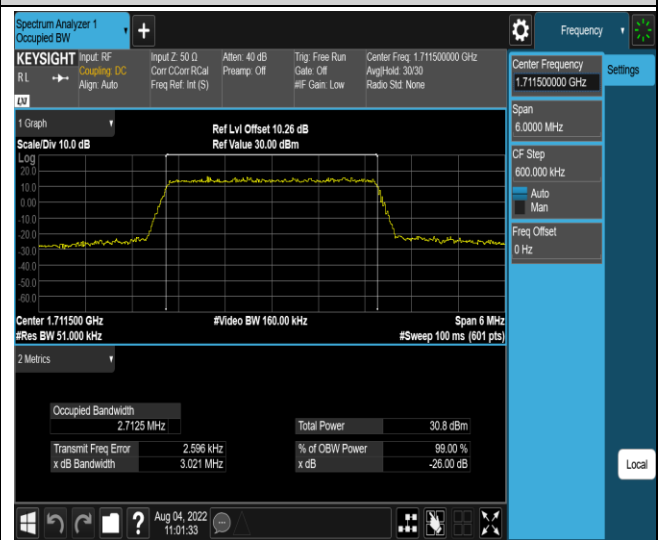 Spectrum Analyzer 1
Occupied BW
Frequency
KEYSIGHT
Input: RF
Coupling: DC
Align: Auto
Input Z: 50 Ω
Corr CCorr RCal
Freq Ref: Int (S)
Atten: 40 dB
Preamp: Off
Trig: Free Run
Gate: Off
#IF Gain: Low
Center Freq: 1.711500000 GHz
Avg|Hold: 30/30
Radio Std: None
R L
LXI
Center Frequency
1.711500000 GHz
Settings
Span
6.0000 MHz
CF Step
600.000 kHz
Auto
Man
Freq Offset
0 Hz
1 Graph
Ref Lvl Offset 10.26 dB
Scale/Div 10.0 dB
Ref Value 30.00 dBm
Log
20.0
10.0
0.00
-10.0
-20.0
-30.0
-40.0
-50.0
-60.0
Center 1.711500 GHz
#Video BW 160.00 kHz
Span 6 MHz
#Res BW 51.000 kHz
#Sweep 100 ms (601 pts)
2 Metrics
Occupied Bandwidth
2.7125 MHz
Total Power 30.8 dBm
Transmit Freq Error 2.596 kHz
% of OBW Power 99.00 %
x dB Bandwidth 3.021 MHz
x dB -26.00 dB
Local
?
Aug 04, 2022
11:01:33